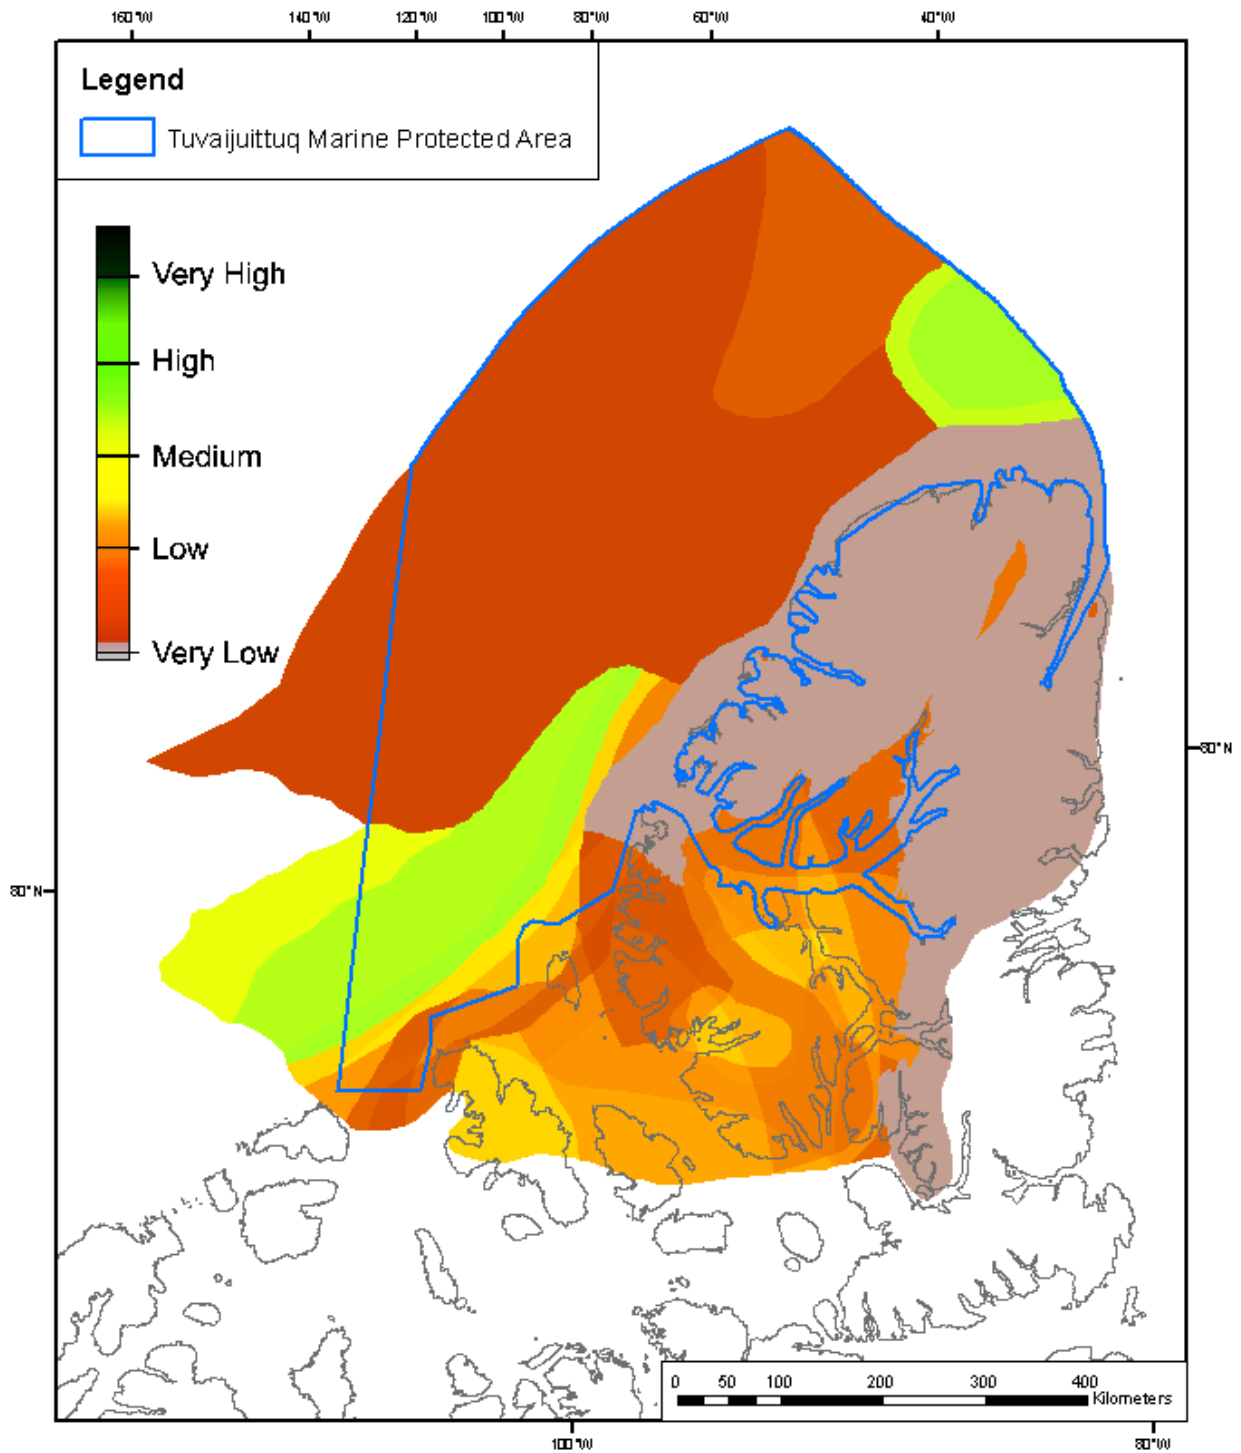 160°W 140°W 120°W 100°W 80°W 60°W 40°W
Legend
Tuvaijuittuq Marine Protected Area
Very High
High
Medium
Low
Very Low
80°N
80°N
0 50 100 200 300 400
Kilometers
100°W 80°W